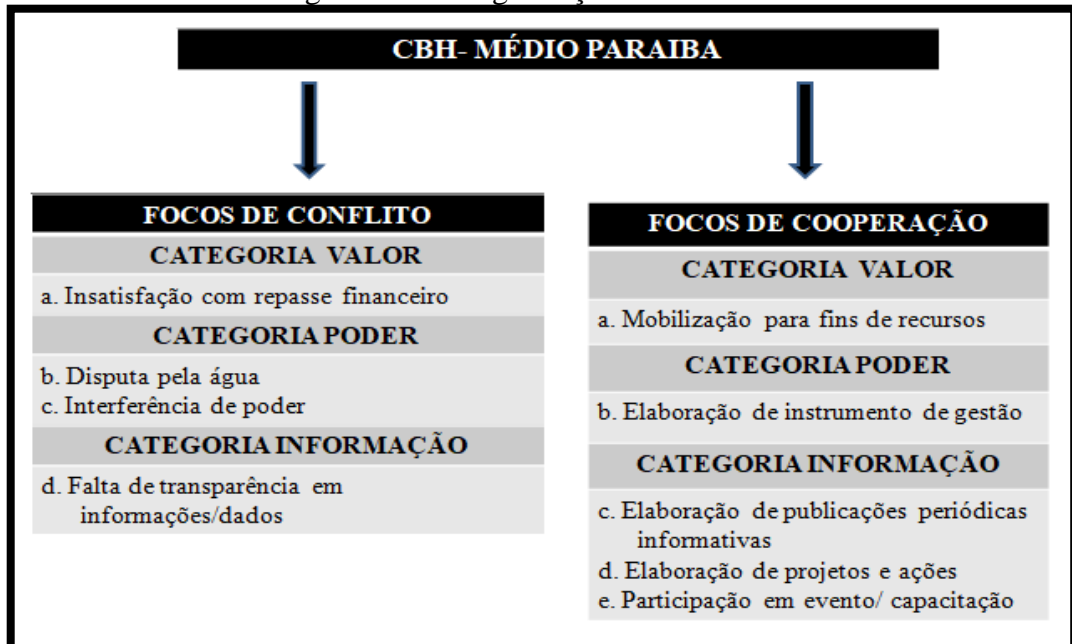 CBH- MÉDIO PARAIBA
FOCOS DE CONFLITO
CATEGORIA VALOR
a. Insatisfação com repasse financeiro
CATEGORIA PODER
b. Disputa pela água
c. Interferência de poder
CATEGORIA INFORMAÇÃO
d. Falta de transparência em
informações/dados
FOCOS DE COOPERAÇÃO
CATEGORIA VALOR
a. Mobilização para fins de recursos
CATEGORIA PODER
b. Elaboração de instrumento de gestão
CATEGORIA INFORMAÇÃO
c. Elaboração de publicações periódicas
informativas
d. Elaboração de projetos e ações
e. Participação em evento/ capacitação